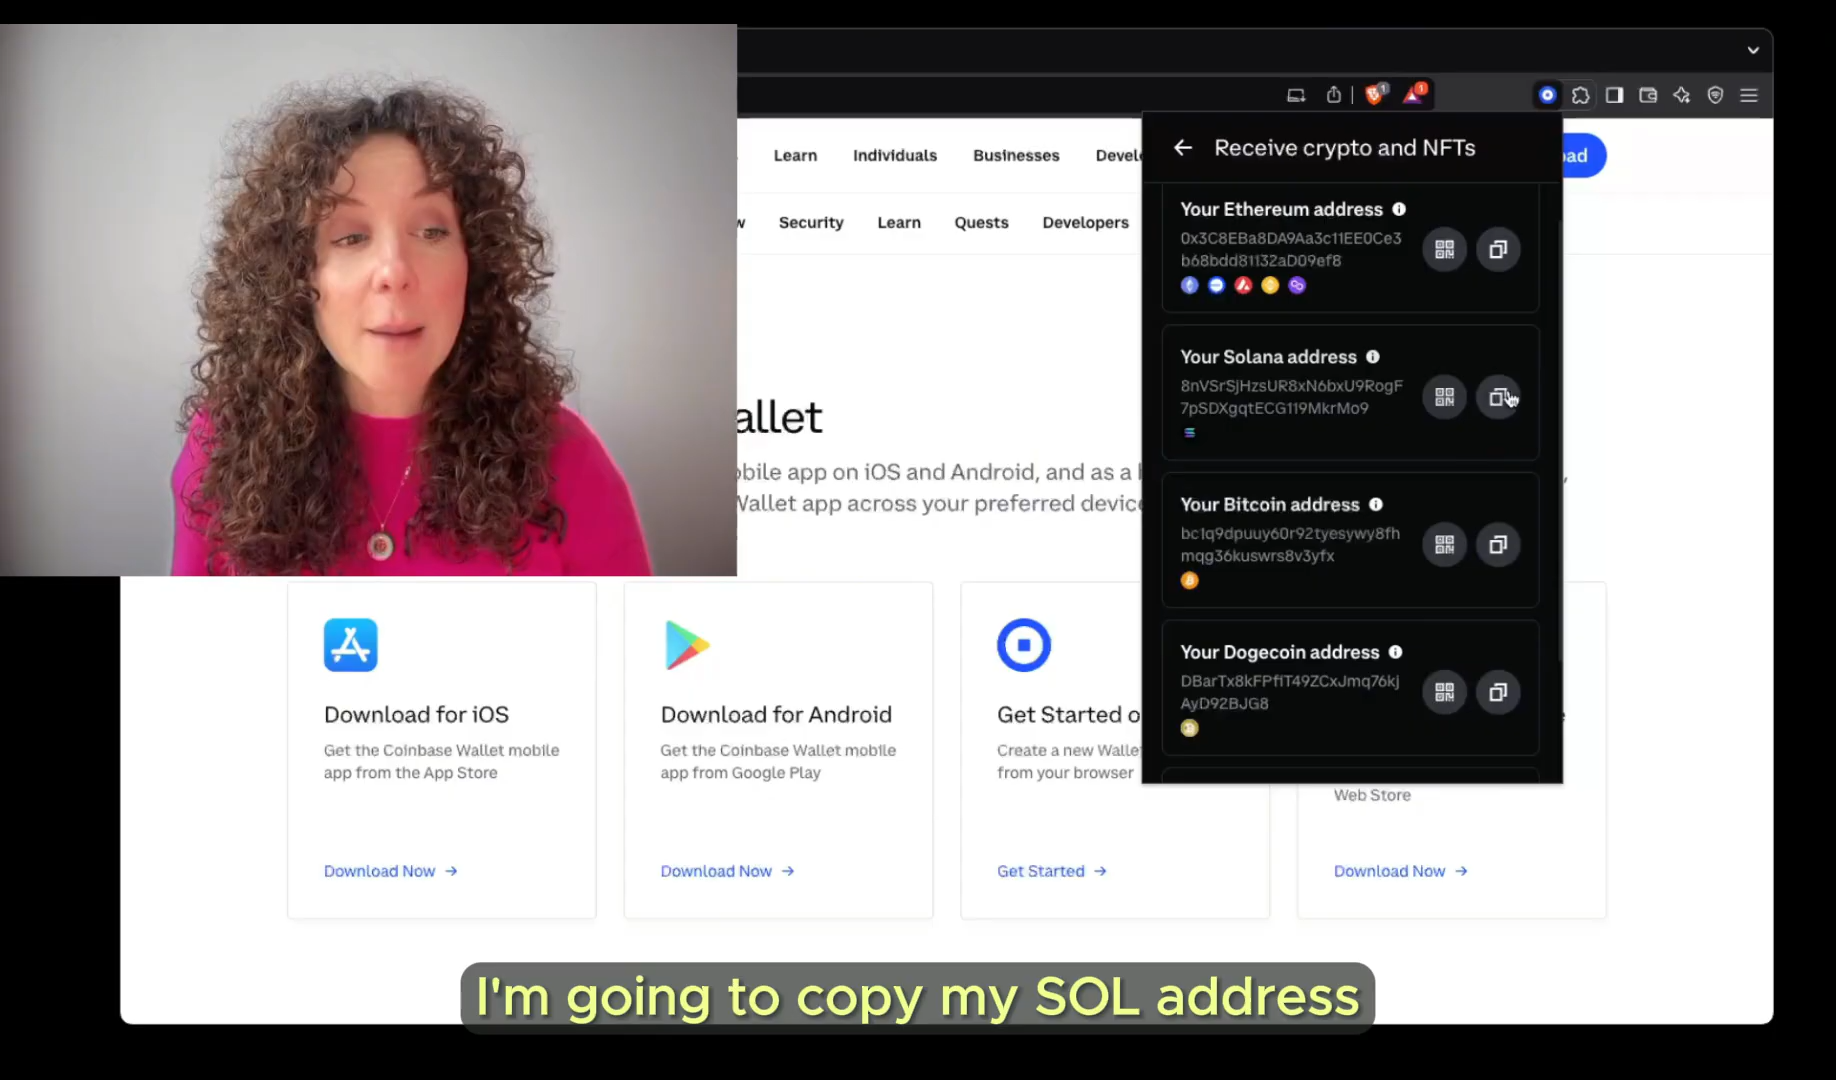 Learn Individuals Businesses
Security Learn Quests Developers
allet
mobile app on iOS and Android, and as a
Wallet app across your preferred device
Download for iOS
Get the Coinbase Wallet mobile
app from the App Store
Download Now
Download for Android
Get the Coinbase Wallet mobile
app from Google Play
Download Now
Get Started o
Create a new Walle
from your browser
Get Started
Web Store
Download Now
Receive crypto and NFTs
Your Ethereum address
0x3C8EBa8DA9Aa3c11EE0Ce3
b68bdd81132aD09ef8
Your Solana address
8nVSrSjHzsUR8xN6bxU9RogF
7pSDXgqtECG119MkrMo9
Your Bitcoin address
bc1q9dpuuy60r92tyesywy8fh
mqg36kuswrs8v3yfx
Your Dogecoin address
DBarTx8kFPfiT49ZCxJmq76kj
AyD92BJG8
I'm going to copy my SOL address